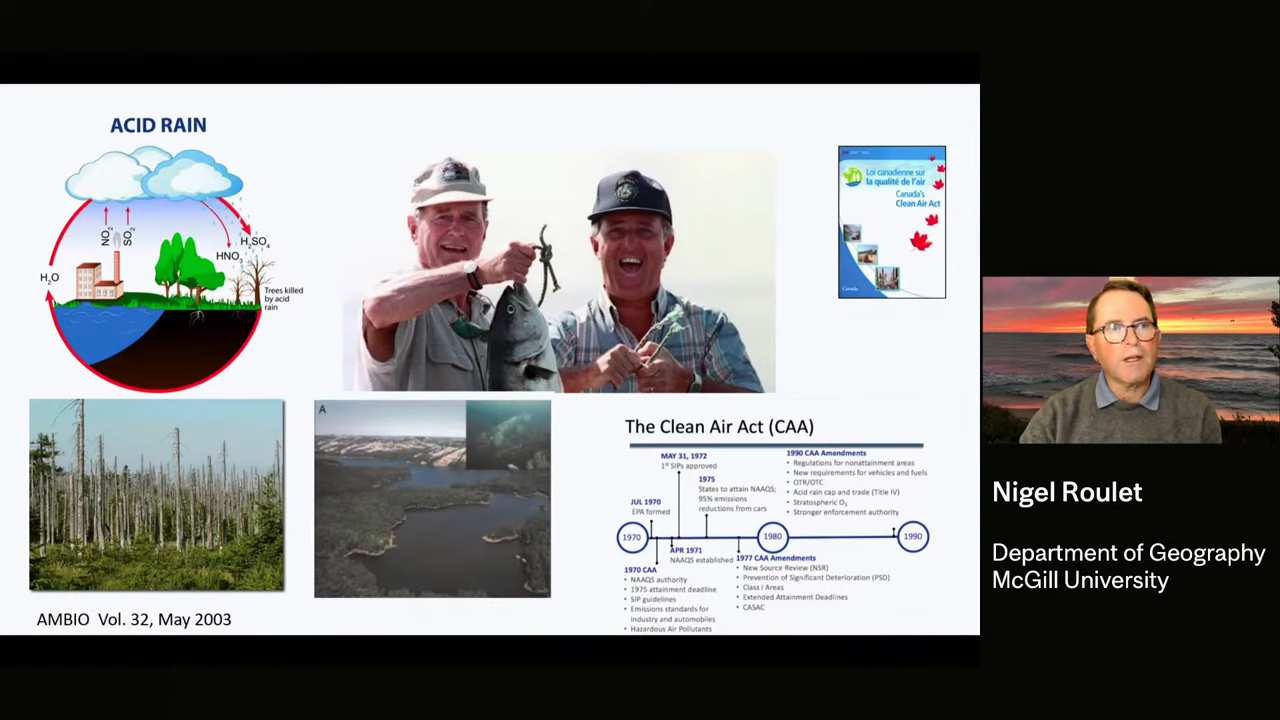 ACID RAIN
NO2
SO2
H2SO4
HNO3
H2O
Trees killed
by acid
rain
Loi canadienne sur
la qualité de l'air
Canada's
Clean Air Act
Canada
A
AMBIO Vol. 32, May 2003
The Clean Air Act (CAA)
MAY 31, 1972
1st SIPs approved
1975
States to attain NAAQS;
95% emissions
reductions from cars
1990 CAA Amendments
• Regulations for nonattainment areas
• New requirements for vehicles and fuels
• OTR/OTC
• Acid rain cap and trade (Title IV)
• Stratospheric O3
• Stronger enforcement authority
JUL 1970
EPA formed
1970
1980
1990
APR 1971
NAAQS established
1970 CAA
• NAAQS authority
• 1975 attainment deadline
• SIP guidelines
• Emissions standards for
industry and automobiles
• Hazardous Air Pollutants
1977 CAA Amendments
• New Source Review (NSR)
• Prevention of Significant Deterioration (PSD)
• Class I Areas
• Extended Attainment Deadlines
• CASAC
Nigel Roulet
Department of Geography
McGill University